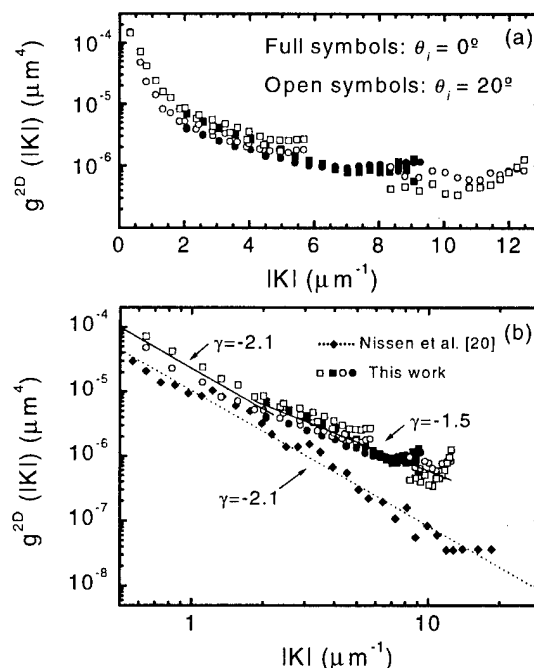 (a)
Full symbols: θi = 0º
Open symbols: θi = 20º
10⁻⁴
10⁻⁵
10⁻⁶
g²ᴰ (|K|) (μm⁴)
0 2 4 6 8 10 12
|K| (μm⁻¹)
(b)
Nissen et al. [20]
This work
γ=-2.1
γ=-1.5
γ=-2.1
10⁻⁴
10⁻⁵
10⁻⁶
10⁻⁷
10⁻⁸
g²ᴰ (|K|) (μm⁴)
1 10
|K| (μm⁻¹)